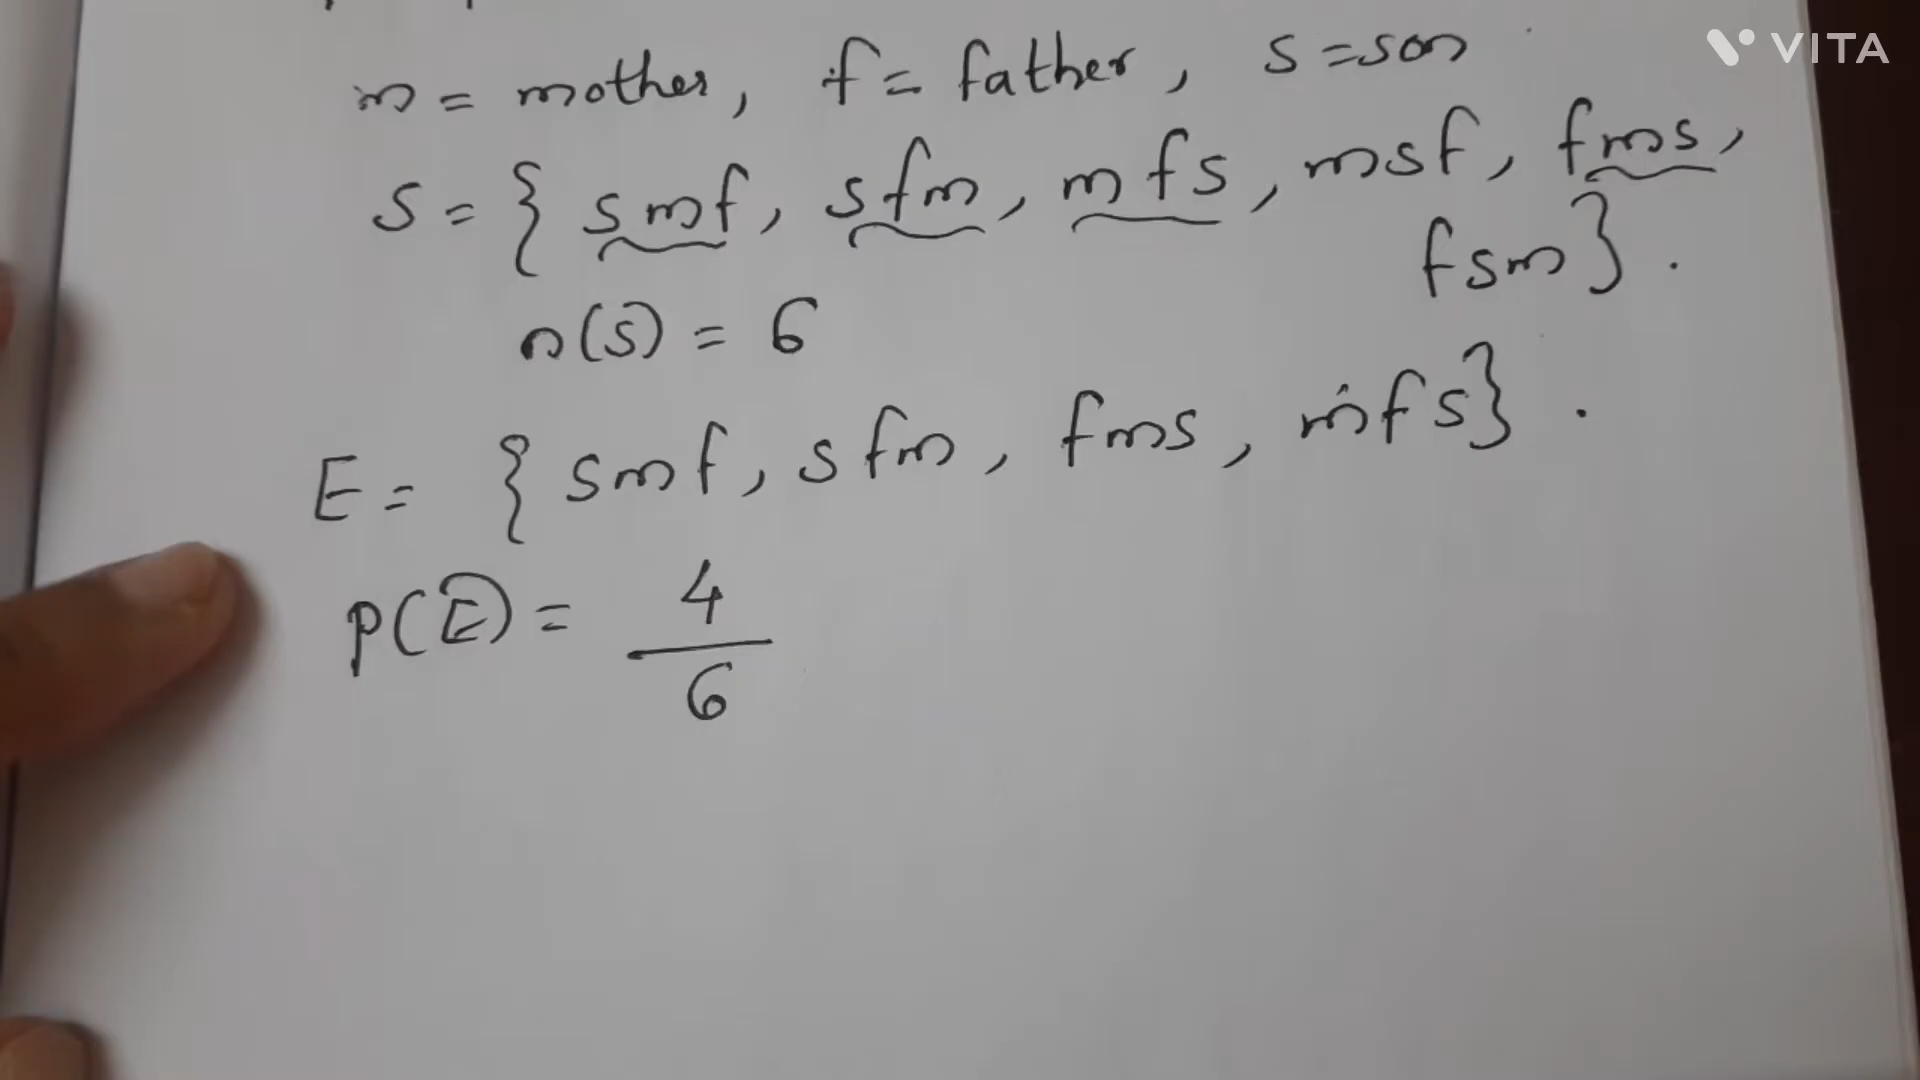 VITA
m = mother, f = father, s = son
S = { smf, sfm, mfs, msf, fms,
fsm} .
n(S) = 6
E = { smf, sfm, fms, mfs} .
P(E) = 4
6